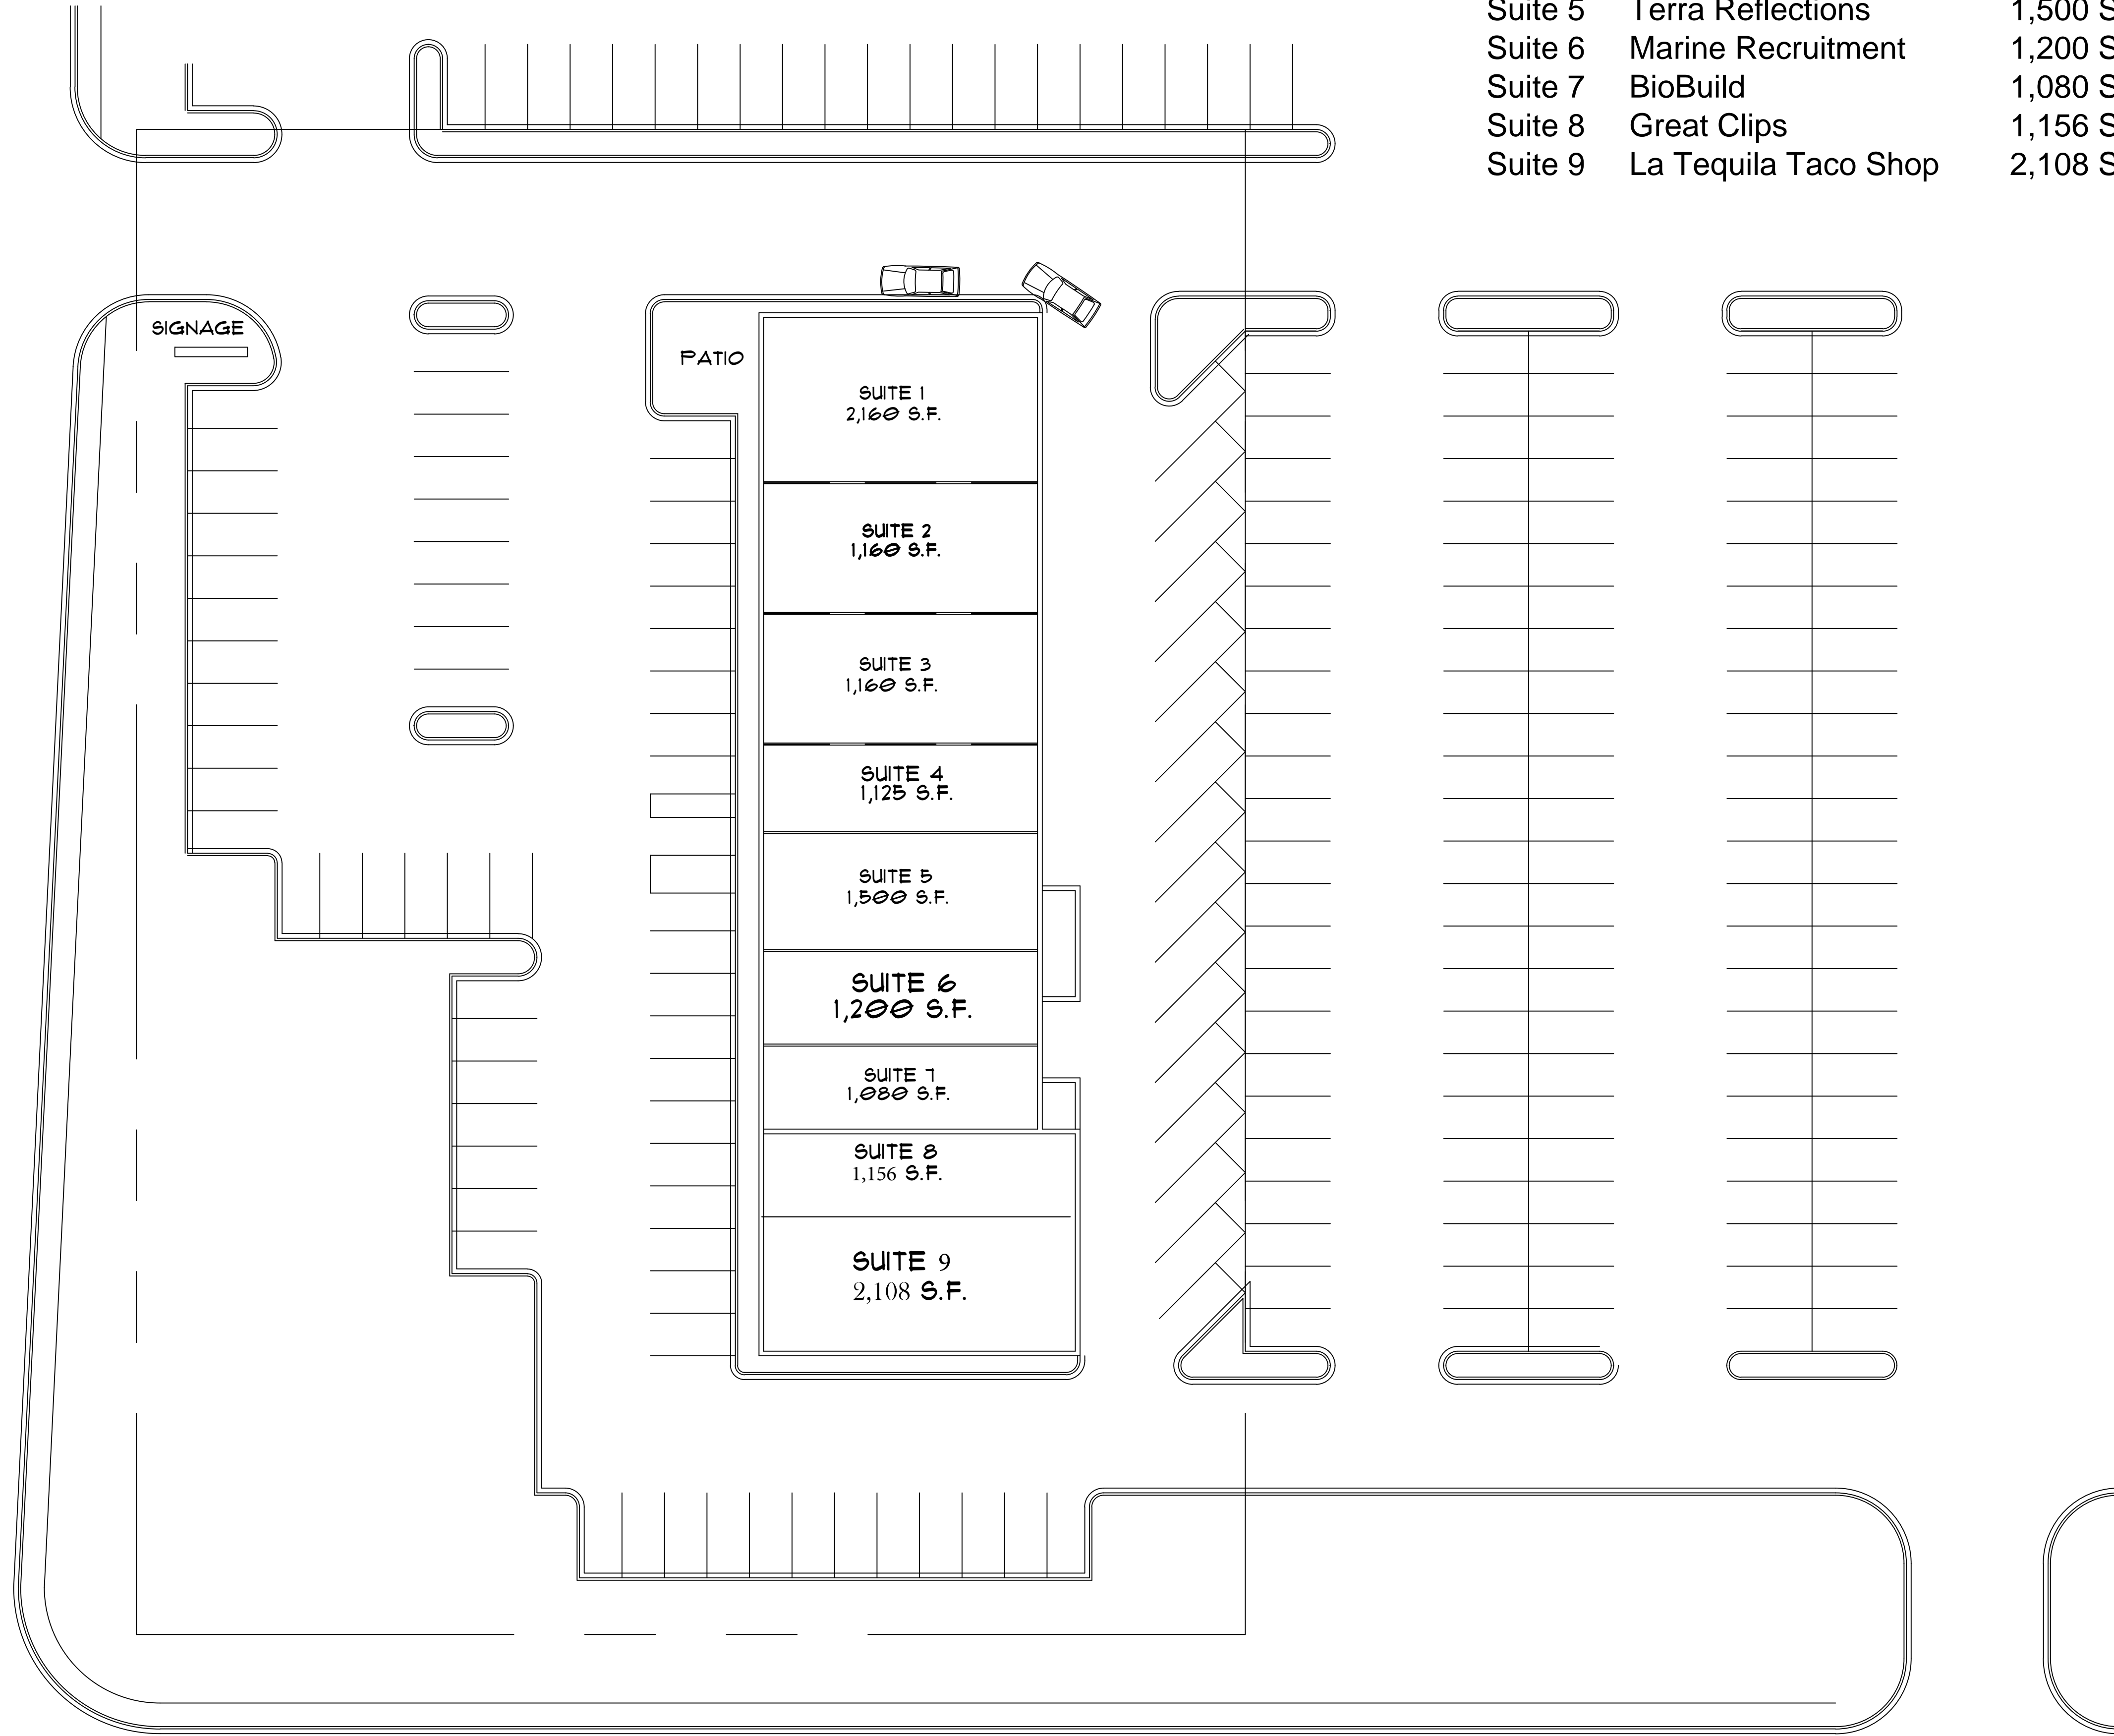 Suite 5 Terra Reflections 1,500 S
Suite 6 Marine Recruitment 1,200 S
Suite 7 BioBuild 1,080 S
Suite 8 Great Clips 1,156 S
Suite 9 La Tequila Taco Shop 2,108 S
SIGNAGE
PATIO
SUITE 1
2,160 S.F.
SUITE 2
1,160 S.F.
SUITE 3
1,160 S.F.
SUITE 4
1,125 S.F.
SUITE 5
1,500 S.F.
SUITE 6
1,200 S.F.
SUITE 7
1,080 S.F.
SUITE 8
1,156 S.F.
SUITE 9
2,108 S.F.